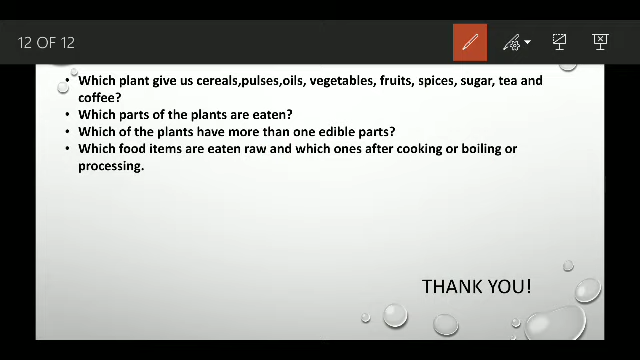 12 OF 12
• Which plant give us cereals,pulses,oils, vegetables, fruits, spices, sugar, tea and
coffee?
• Which parts of the plants are eaten?
• Which of the plants have more than one edible parts?
• Which food items are eaten raw and which ones after cooking or boiling or
processing.
THANK YOU!